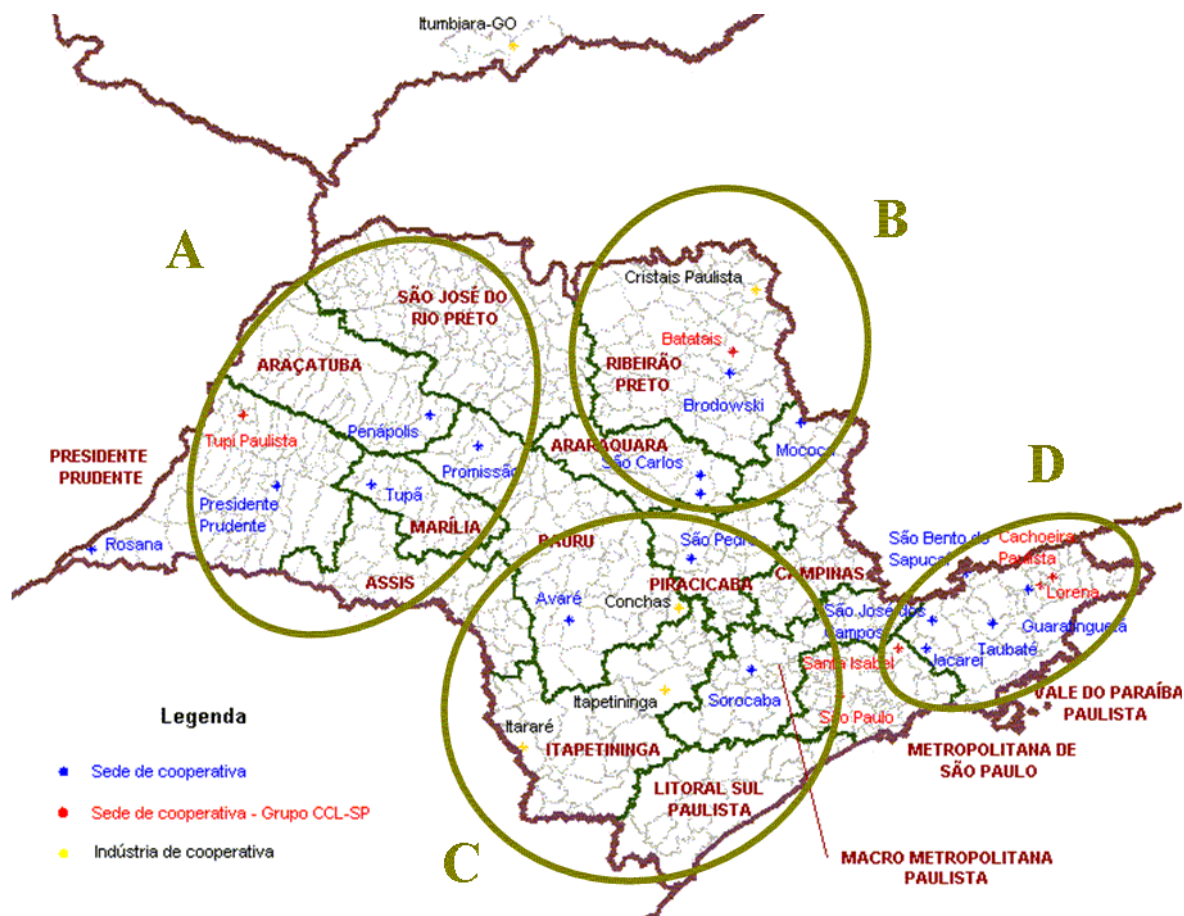 Itumbiara-GO
A
B
Cristais Paulista
SÃO JOSÉ DO
RIO PRETO
Batatais
ARAÇATUBA
RIBEIRÃO
PRETO
Brodowski
Tupi Paulista
Penápolis
Mococa
PRESIDENTE
PRUDENTE
Promissão
ARARAQUARA
São Carlos
D
Presidente
Prudente
Tupã
MARÍLIA
Rosana
BAURU
São Pedro
São Bento do
Sapucaí
Cachoeira
Paulista
ASSIS
PIRACICABA
CAMPINAS
Lorena
Avaré
Conchas
São José dos
Campos
Guaratinguetá
Taubaté
Santa Isabel
Jacareí
Itapetininga
Sorocaba
VALE DO PARAÍBA
PAULISTA
Legenda
Itararé
ITAPETININGA
São Paulo
METROPOLITANA DE
SÃO PAULO
Sede de cooperativa
LITORAL SUL
PAULISTA
Sede de cooperativa - Grupo CCL-SP
Indústria de cooperativa
C
MACRO METROPOLITANA
PAULISTA